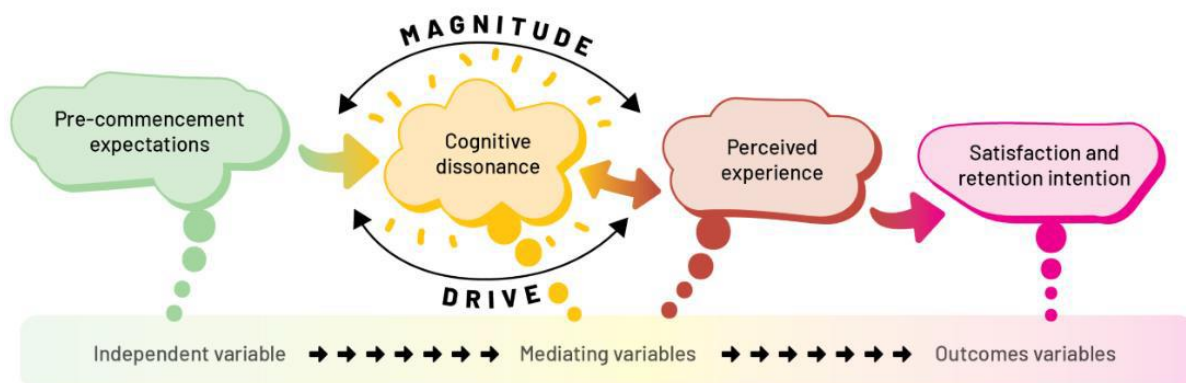 MAGNITUDE
Pre-commencement
expectations
Cognitive
dissonance
Perceived
experience
Satisfaction and
retention intention
DRIVE
Independent variable
Mediating variables
Outcomes variables